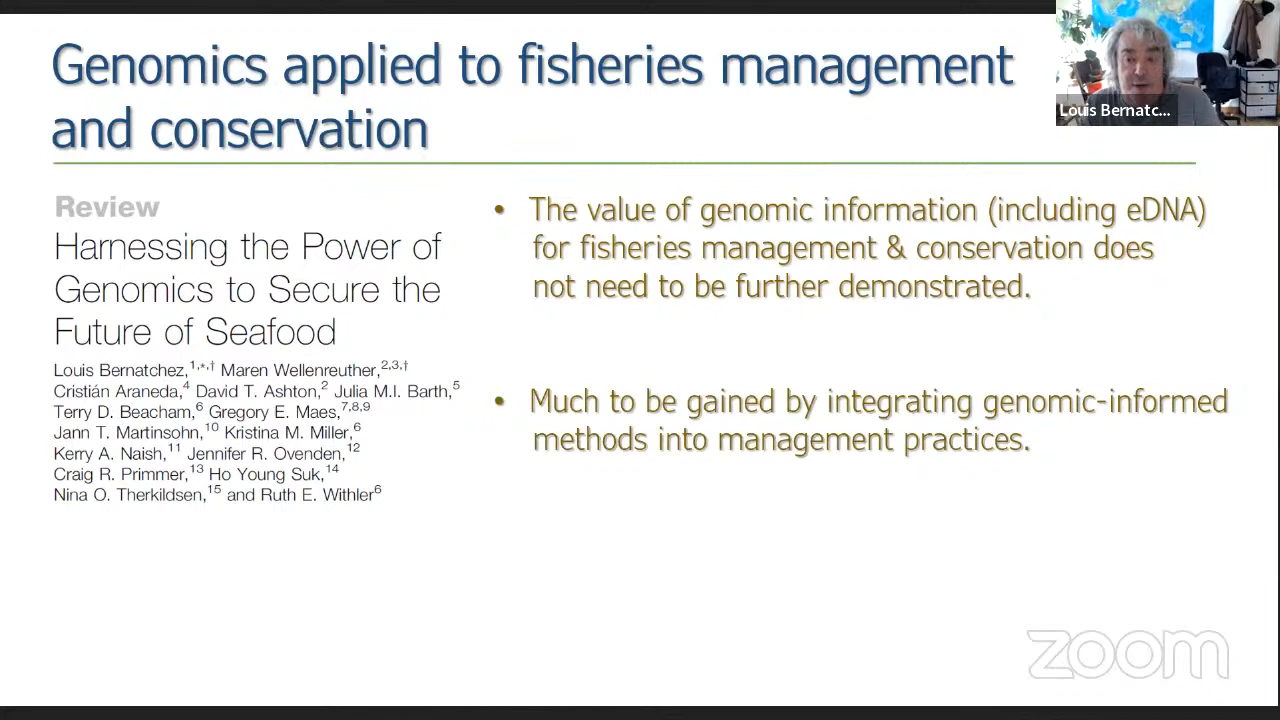 Genomics applied to fisheries management
and conservation
Louis Bernatc...
Review
Harnessing the Power of
Genomics to Secure the
Future of Seafood
Louis Bernatchez,1,*,† Maren Wellenreuther,2,3,†
Cristián Araneda,4 David T. Ashton,2 Julia M.I. Barth,5
Terry D. Beacham,6 Gregory E. Maes,7,8,9
Jann T. Martinsohn,10 Kristina M. Miller,6
Kerry A. Naish,11 Jennifer R. Ovenden,12
Craig R. Primmer,13 Ho Young Suk,14
Nina O. Therkildsen,15 and Ruth E. Withler6
• The value of genomic information (including eDNA)
for fisheries management & conservation does
not need to be further demonstrated.
• Much to be gained by integrating genomic-informed
methods into management practices.
zoom